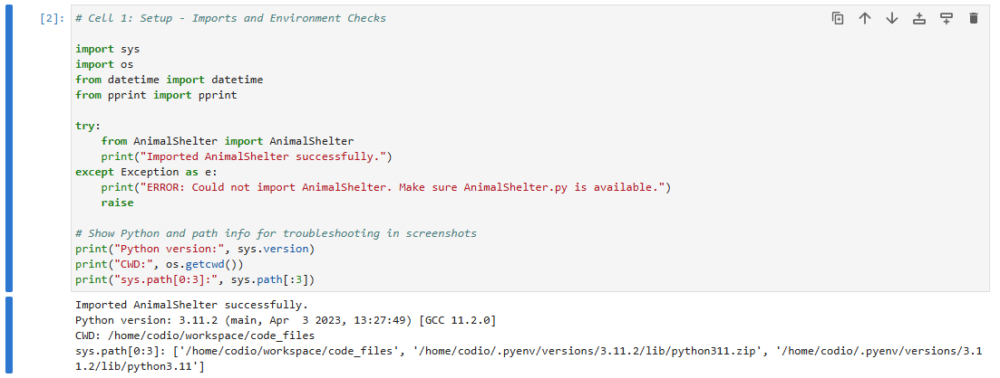 [2]: # Cell 1: Setup - Imports and Environment Checks
import sys
import os
from datetime import datetime
from pprint import pprint
try:
    from AnimalShelter import AnimalShelter
    print("Imported AnimalShelter successfully.")
except Exception as e:
    print("ERROR: Could not import AnimalShelter. Make sure AnimalShelter.py is available.")
    raise
# Show Python and path info for troubleshooting in screenshots
print("Python version:", sys.version)
print("CWD:", os.getcwd())
print("sys.path[0:3]:", sys.path[:3])
Imported AnimalShelter successfully.
Python version: 3.11.2 (main, Apr  3 2023, 13:27:49) [GCC 11.2.0]
CWD: /home/codio/workspace/code_files
sys.path[0:3]: ['/home/codio/workspace/code_files', '/home/codio/.pyenv/versions/3.11.2/lib/python311.zip', '/home/codio/.pyenv/versions/3.1
1.2/lib/python3.11']